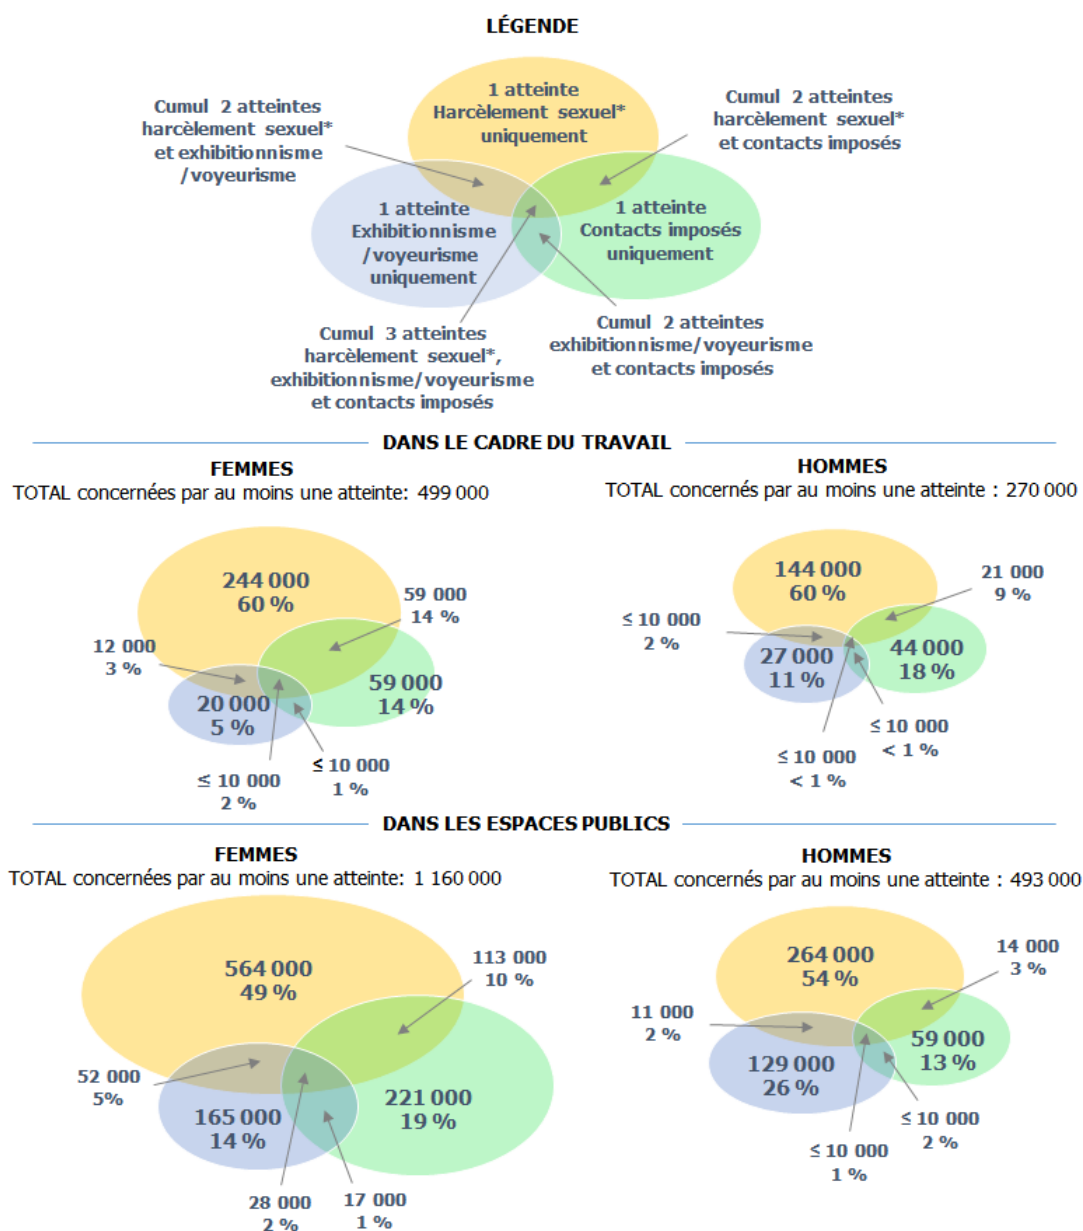 LÉGENDE
1 atteinte
Harcèlement sexuel*
uniquement
Cumul 2 atteintes
harcèlement sexuel*
et exhibitionnisme
/voyeurisme
Cumul 2 atteintes
harcèlement sexuel*
et contacts imposés
1 atteinte
Exhibitionnisme
/voyeurisme
uniquement
1 atteinte
Contacts imposés
uniquement
Cumul 3 atteintes
harcèlement sexuel*,
exhibitionnisme/voyeurisme
et contacts imposés
Cumul 2 atteintes
exhibitionnisme/voyeurisme
et contacts imposés
DANS LE CADRE DU TRAVAIL
FEMMES
TOTAL concernées par au moins une atteinte: 499 000
244 000
60 %
59 000
14 %
12 000
3 %
20 000
5 %
59 000
14 %
≤ 10 000
2 %
≤ 10 000
1 %
HOMMES
TOTAL concernés par au moins une atteinte : 270 000
144 000
60 %
21 000
9 %
≤ 10 000
2 %
27 000
11 %
44 000
18 %
≤ 10 000
< 1 %
≤ 10 000
< 1 %
DANS LES ESPACES PUBLICS
FEMMES
TOTAL concernées par au moins une atteinte: 1 160 000
564 000
49 %
113 000
10 %
52 000
5%
165 000
14 %
221 000
19 %
28 000
2 %
17 000
1 %
HOMMES
TOTAL concernés par au moins une atteinte : 493 000
264 000
54 %
14 000
3 %
11 000
2 %
129 000
26 %
59 000
13 %
≤ 10 000
2 %
≤ 10 000
1 %